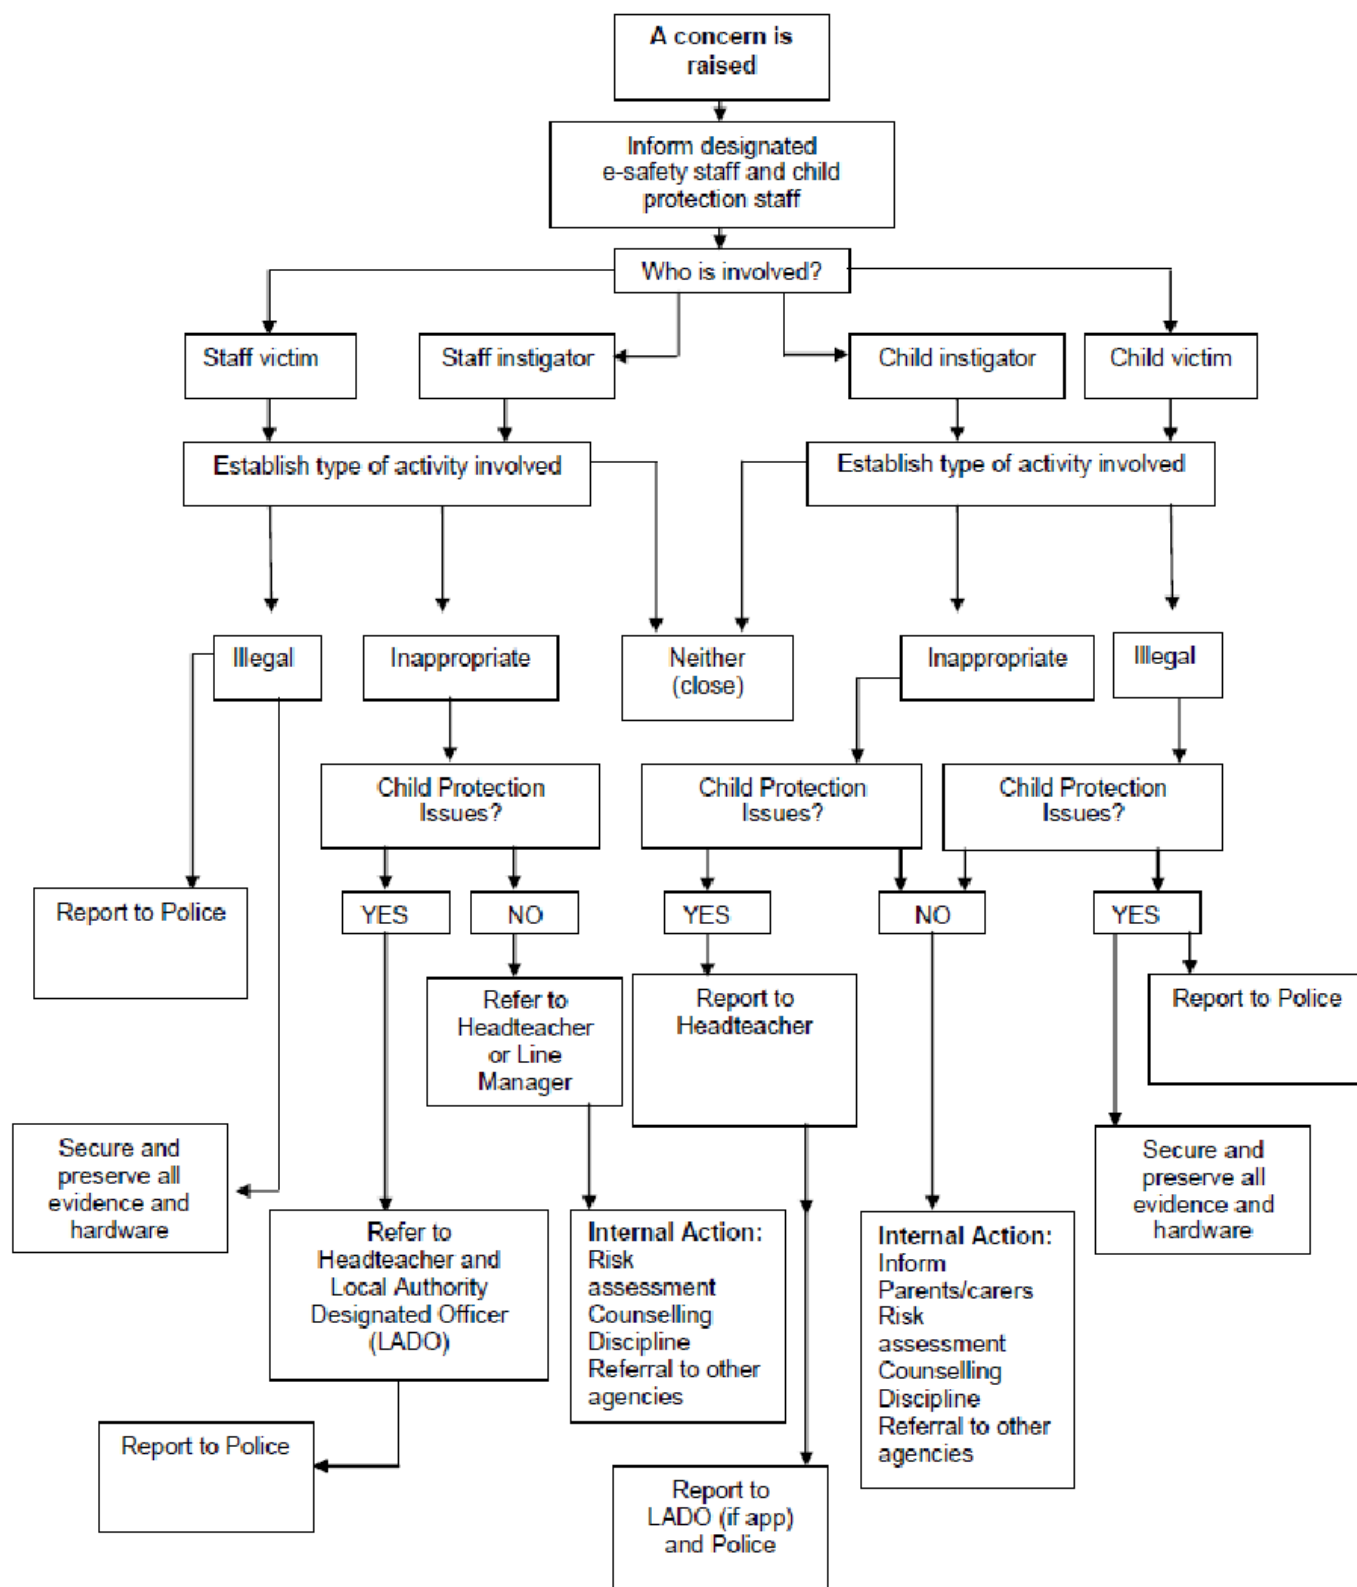 A concern is
raised
Inform designated
e-safety staff and child
protection staff
Who is involved?
Staff victim
Staff instigator
Child instigator
Child victim
Establish type of activity involved
Establish type of activity involved
Illegal
Inappropriate
Neither
(close)
Inappropriate
Illegal
Child Protection
Issues?
Child Protection
Issues?
Child Protection
Issues?
Report to Police
YES
NO
YES
NO
YES
Refer to
Headteacher
or Line
Manager
Report to
Headteacher
Report to Police
Secure and
preserve all
evidence and
hardware
Refer to
Headteacher and
Local Authority
Designated Officer
(LADO)
Internal Action:
Risk
assessment
Counselling
Discipline
Referral to other
agencies
Internal Action:
Inform
Parents/carers
Risk
assessment
Counselling
Discipline
Referral to other
agencies
Secure and
preserve all
evidence and
hardware
Report to Police
Report to
LADO (if app)
and Police